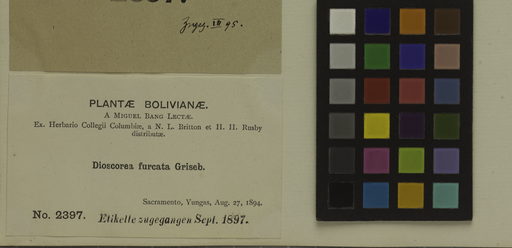 PLANTÆ BOLIVIANÆ.
A MIGUEL BANG LECTÆ.
Ex. Herbario Collegii Columbiæ, a N. L. Britton et H. H. Rusby
distributæ.
Dioscorea furcata Griseb.
Sacramento, Yungas, Aug. 27, 1894.
No. 2397. Etikette zugegangen Sept. 1897.